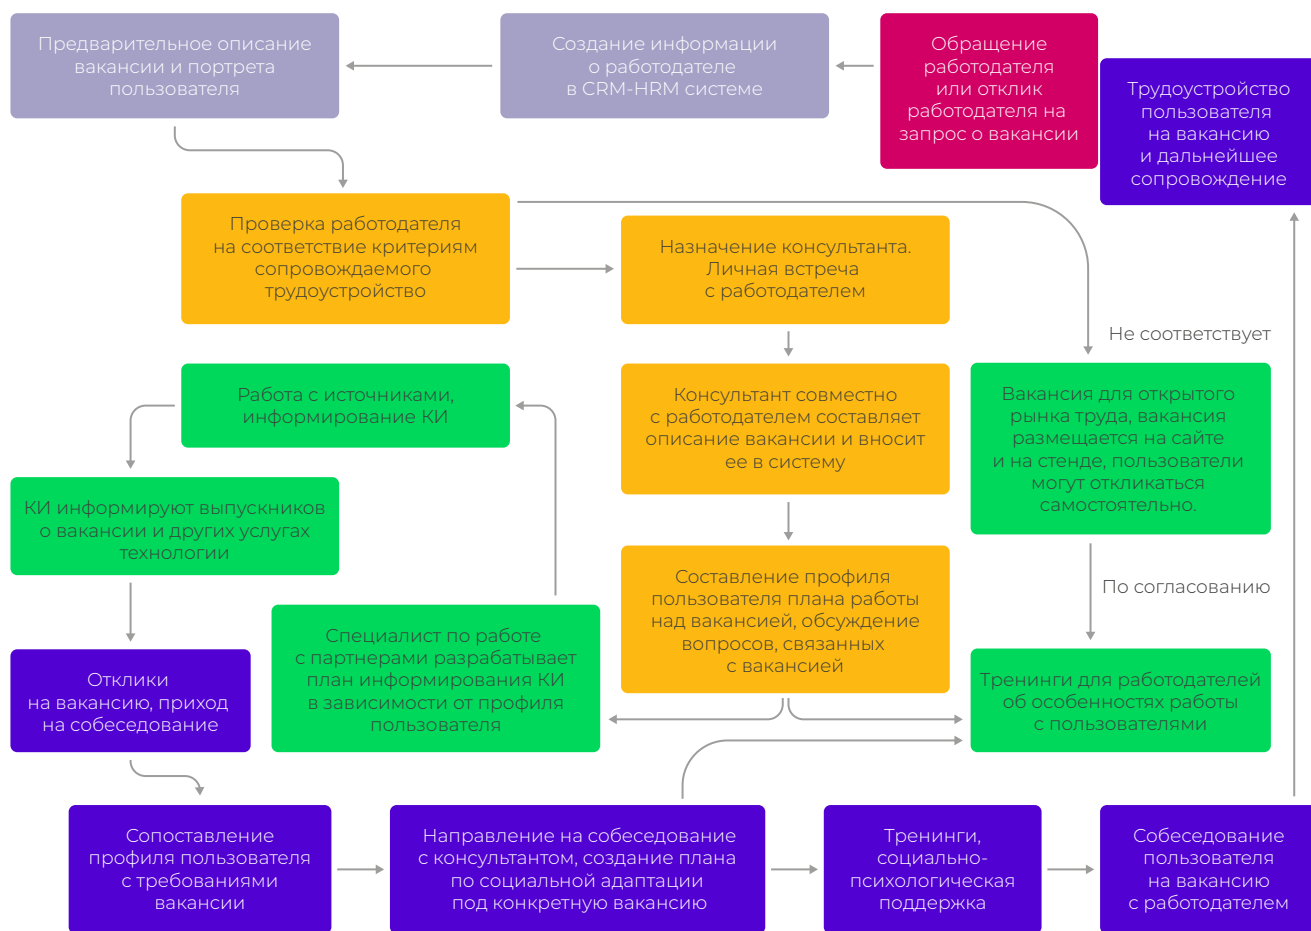 Предварительное описание
вакансии и портрета
пользователя
Создание информации
о работодателе
в CRM-HRM системе
Обращение
работодателя
или отклик
работодателя на
запрос о вакансии
Трудоустройство
пользователя
на вакансию
и дальнейшее
сопровождение
Проверка работодателя
на соответствие критериям
сопровождаемого
трудоустройство
Назначение консультанта.
Личная встреча
с работодателем
Не соответствует
Работа с источниками,
информирование КИ
Консультант совместно
с работодателем составляет
описание вакансии и вносит
ее в систему
Вакансия для открытого
рынка труда, вакансия
размещается на сайте
и на стенде, пользователи
могут откликаться
самостоятельно.
КИ информируют выпускников
о вакансии и других услугах
технологии
Составление профиля
пользователя плана работы
над вакансией, обсуждение
вопросов, связанных
с вакансией
По согласованию
Специалист по работе
с партнерами разрабатывает
план информирования КИ
в зависимости от профиля
пользователя
Отклики
на вакансию, приход
на собеседование
Тренинги для работодателей
об особенностях работы
с пользователями
Сопоставление
профиля пользователя
с требованиями
вакансии
Направление на собеседование
с консультантом, создание плана
по социальной адаптации
под конкретную вакансию
Тренинги,
социально-
психологическая
поддержка
Собеседование
пользователя
на вакансию
с работодателем